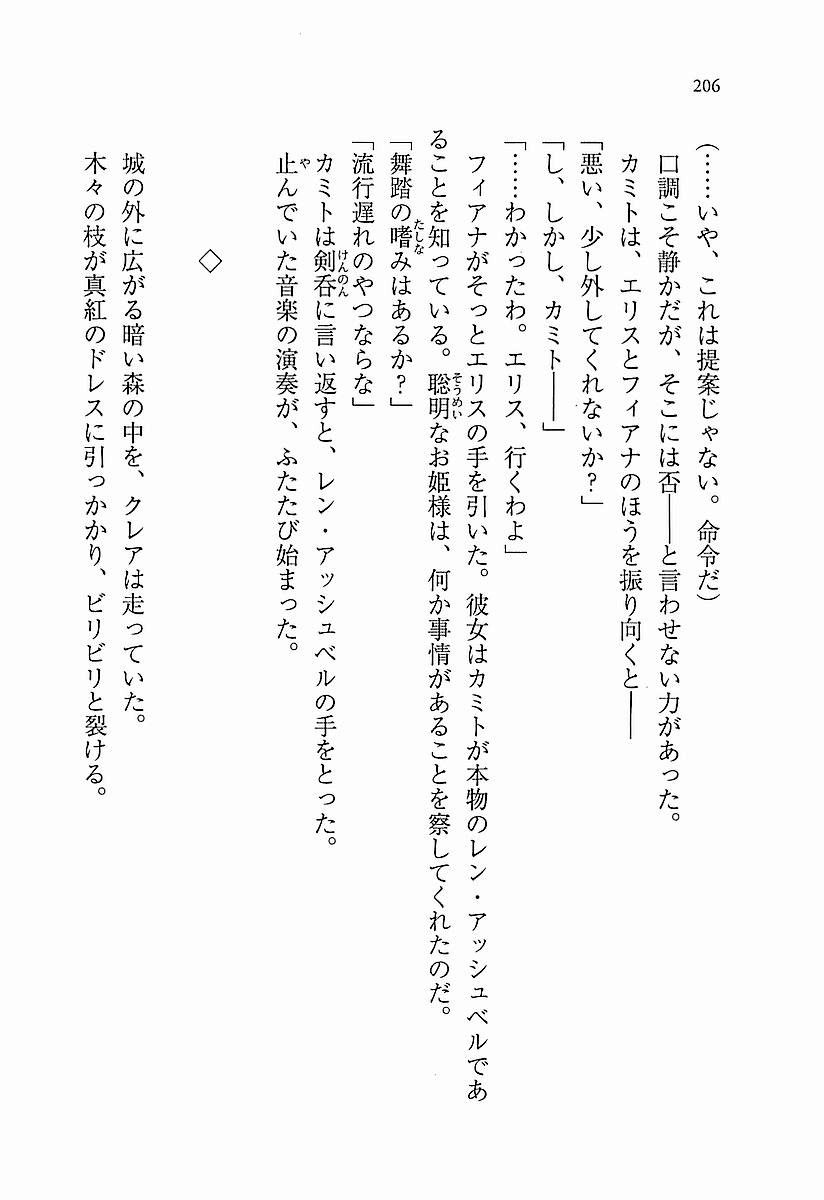 206
(……いや、これは提案じゃない。命令だ)
口調こそ静かだが、そこには否――と言わせない力があった。
カミトは、エリスとフィアナのほうを振り向くと――
「悪い、少し外してくれないか?」
「し、しかし、カミト――」
「……わかったわ。エリス、行くわよ」
フィアナがそっとエリスの手を引いた。彼女はカミトが本物のレン・アッシュベルであ
ることを知っている。聡明なお姫様は、何か事情があることを察してくれたのだ。
そうめい
「舞踏の嗜みはあるか?」
たしな
「流行遅れのやつならな」
カミトは剣呑に言い返すと、レン・アッシュベルの手をとった。
けんのん
止んでいた音楽の演奏が、ふたたび始まった。
や
◇
城の外に広がる暗い森の中を、クレアは走っていた。
木々の枝が真紅のドレスに引っかかり、ビリビリと裂ける。